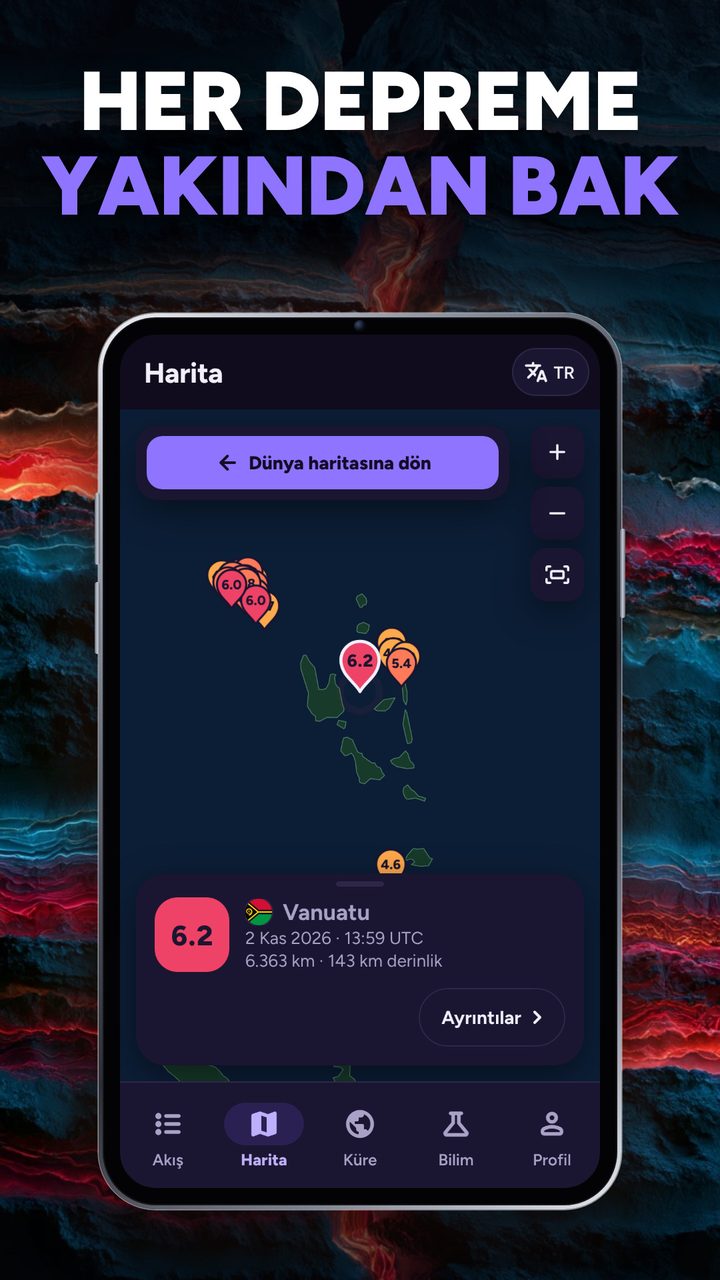 HER DEPREME
YAKINDAN BAK
Harita
TR
Dünya haritasına dön
6.0
6.0
6.2
5.4
4.6
6.2
Vanuatu
2 Kas 2026 · 13:59 UTC
6.363 km · 143 km derinlik
Ayrıntılar
Akış
Harita
Küre
Bilim
Profil